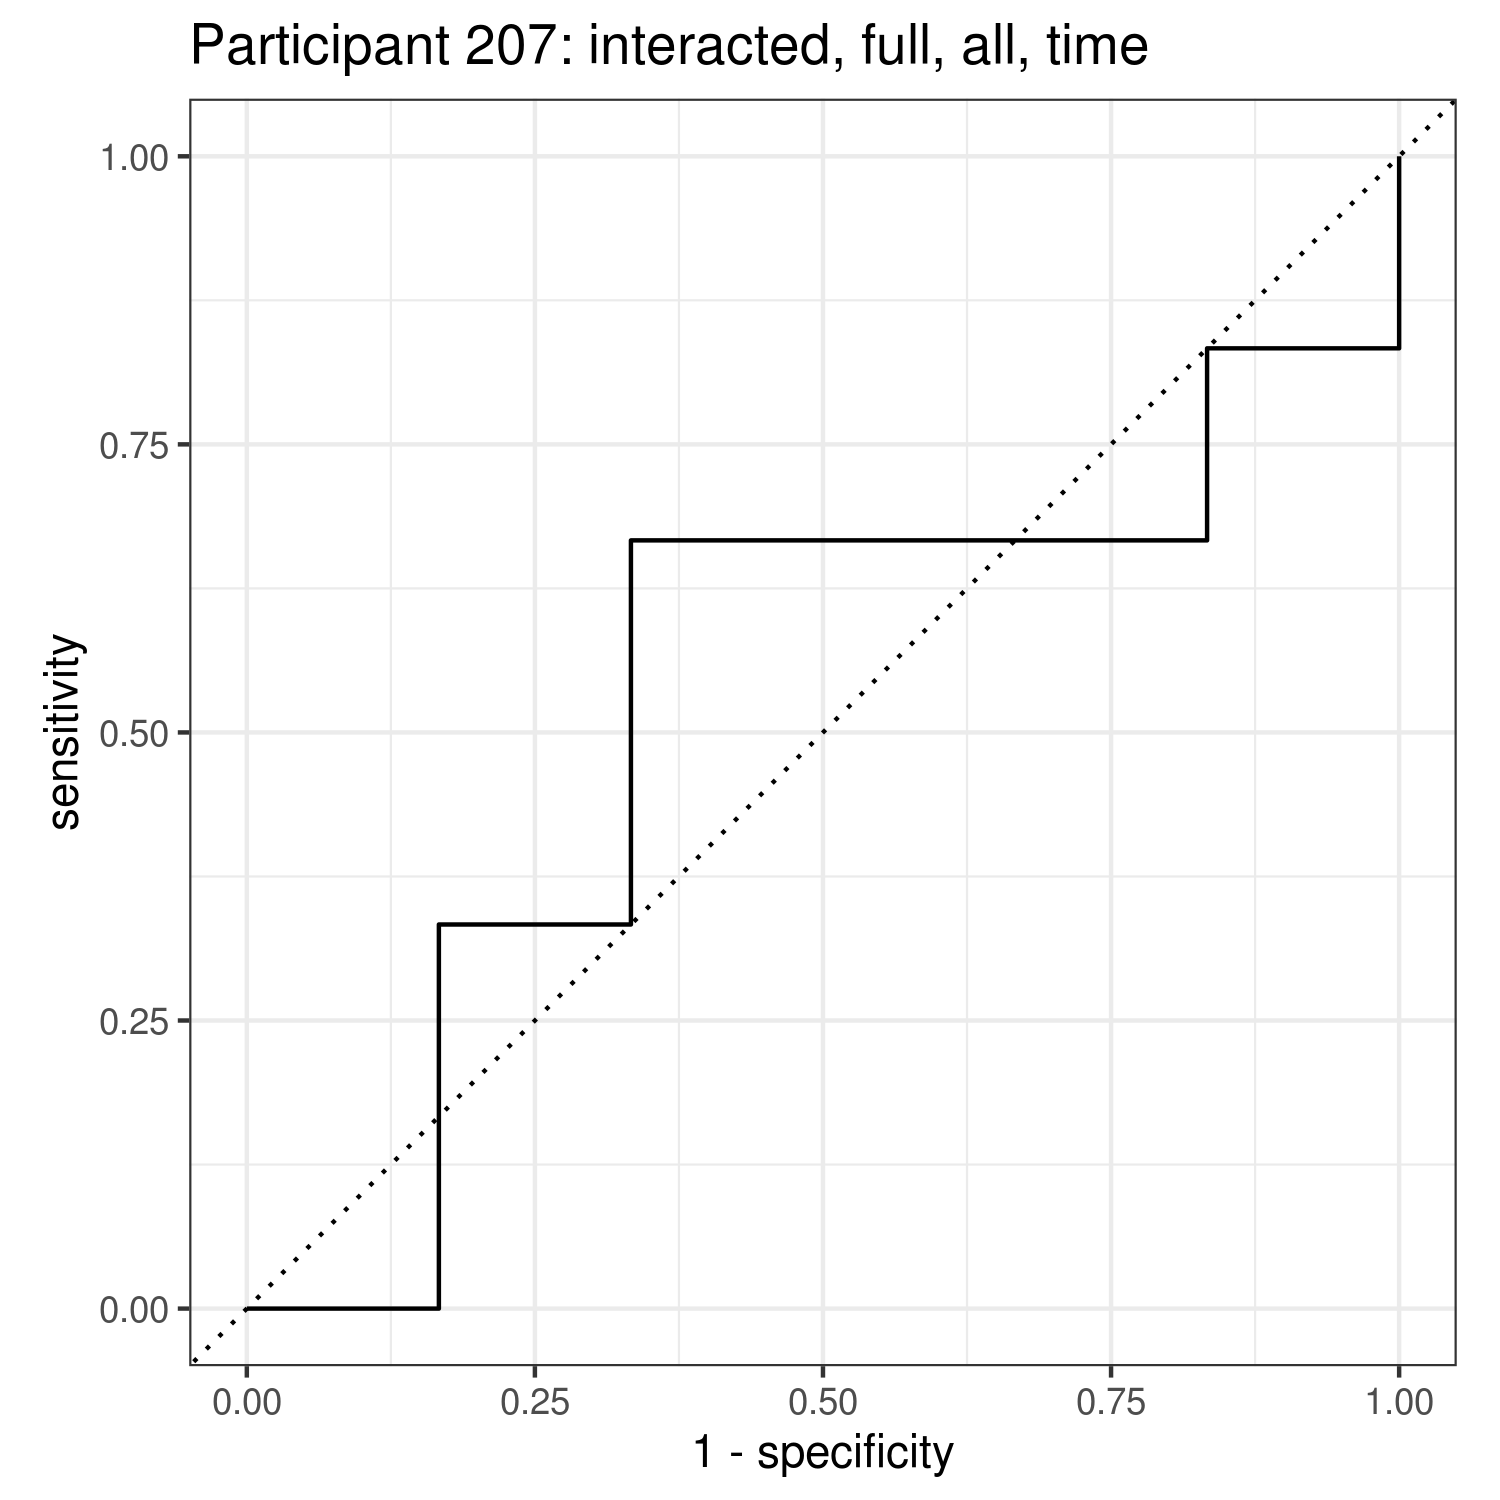 Participant 207: interacted, full, all, time
1.00
0.75
0.50
0.25
0.00
sensitivity
0.00 0.25 0.50 0.75 1.00
1 - specificity